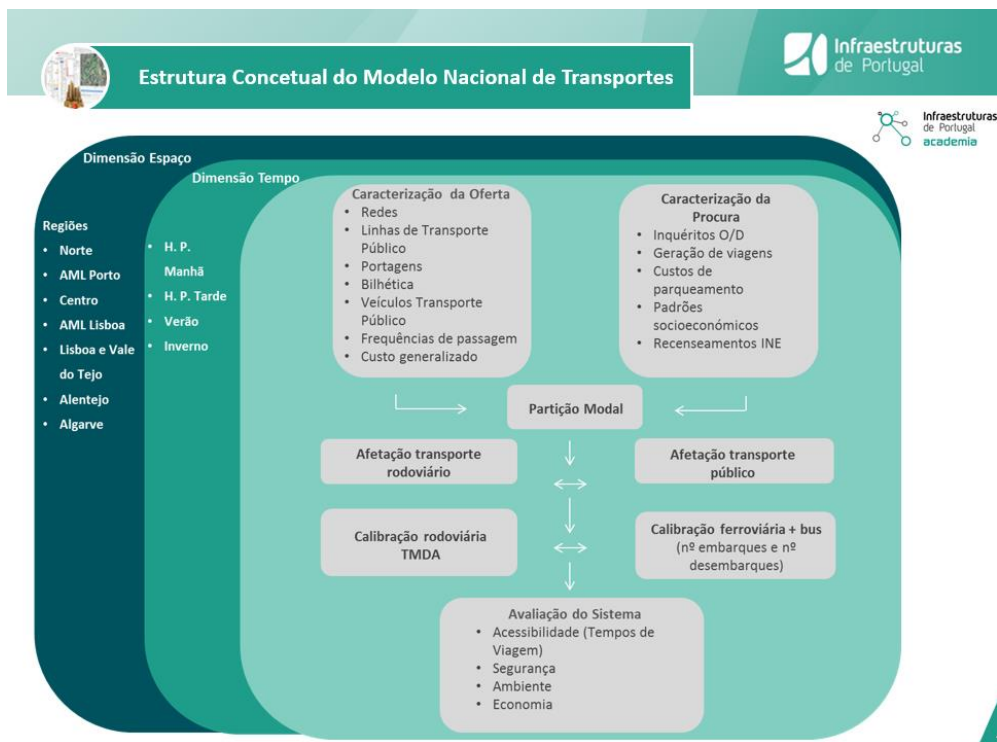 Estrutura Concetual do Modelo Nacional de Transportes
Infraestruturas
de Portugal
Infraestruturas
de Portugal
academia
Dimensão Espaço
Dimensão Tempo
Regiões
• Norte
• AML Porto
• Centro
• AML Lisboa
• Lisboa e Vale
do Tejo
• Alentejo
• Algarve
• H. P.
Manhã
• H. P. Tarde
• Verão
• Inverno
Caracterização da Oferta
• Redes
• Linhas de Transporte
Público
• Portagens
• Bilhética
• Veículos Transporte
Público
• Frequências de passagem
• Custo generalizado
Caracterização da
Procura
• Inquéritos O/D
• Geração de viagens
• Custos de
parqueamento
• Padrões
socioeconómicos
• Recenseamentos INE
Partição Modal
Afetação transporte
rodoviário
Afetação transporte
público
Calibração rodoviária
TMDA
Calibração ferroviária + bus
(nº embarques e nº
desembarques)
Avaliação do Sistema
• Acessibilidade (Tempos de
Viagem)
• Segurança
• Ambiente
• Economia